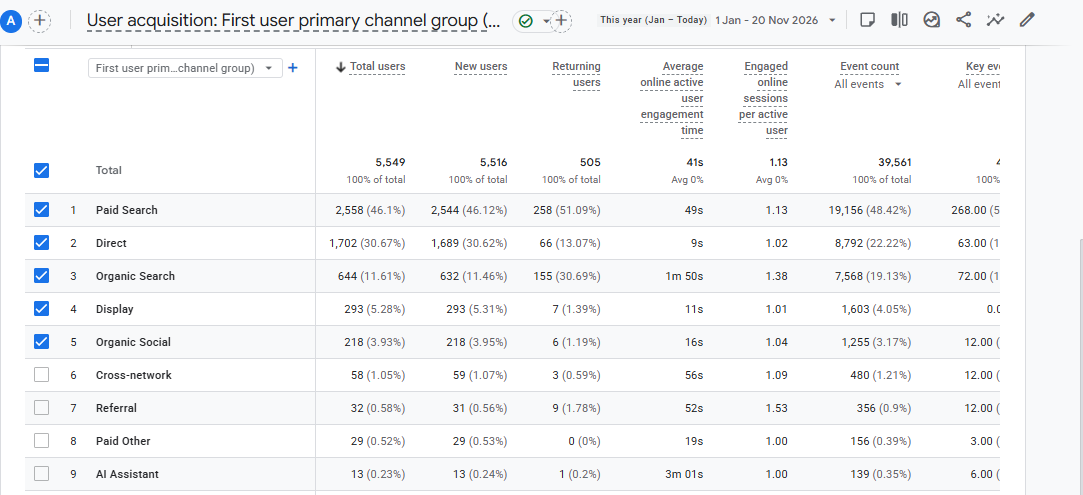 A
User acquisition: First user primary channel group (...
This year (Jan – Today) 1 Jan - 20 Nov 2026
First user prim...channel group)
Total users
New users
Returning users
Average online active user engagement time
Engaged online sessions per active user
Event count
All events
Key eve
All event
Total
5,549
100% of total
5,516
100% of total
505
100% of total
41s
Avg 0%
1.13
Avg 0%
39,561
100% of total
100%
1 Paid Search 2,558 (46.1%) 2,544 (46.12%) 258 (51.09%) 49s 1.13 19,156 (48.42%) 268.00 (5
2 Direct 1,702 (30.67%) 1,689 (30.62%) 66 (13.07%) 9s 1.02 8,792 (22.22%) 63.00 (1
3 Organic Search 644 (11.61%) 632 (11.46%) 155 (30.69%) 1m 50s 1.38 7,568 (19.13%) 72.00 (1
4 Display 293 (5.28%) 293 (5.31%) 7 (1.39%) 11s 1.01 1,603 (4.05%) 0.0
5 Organic Social 218 (3.93%) 218 (3.95%) 6 (1.19%) 16s 1.04 1,255 (3.17%) 12.00 (
6 Cross-network 58 (1.05%) 59 (1.07%) 3 (0.59%) 56s 1.09 480 (1.21%) 12.00 (
7 Referral 32 (0.58%) 31 (0.56%) 9 (1.78%) 52s 1.53 356 (0.9%) 12.00 (
8 Paid Other 29 (0.52%) 29 (0.53%) 0 (0%) 19s 1.00 156 (0.39%) 3.00 (
9 AI Assistant 13 (0.23%) 13 (0.24%) 1 (0.2%) 3m 01s 1.00 139 (0.35%) 6.00 (